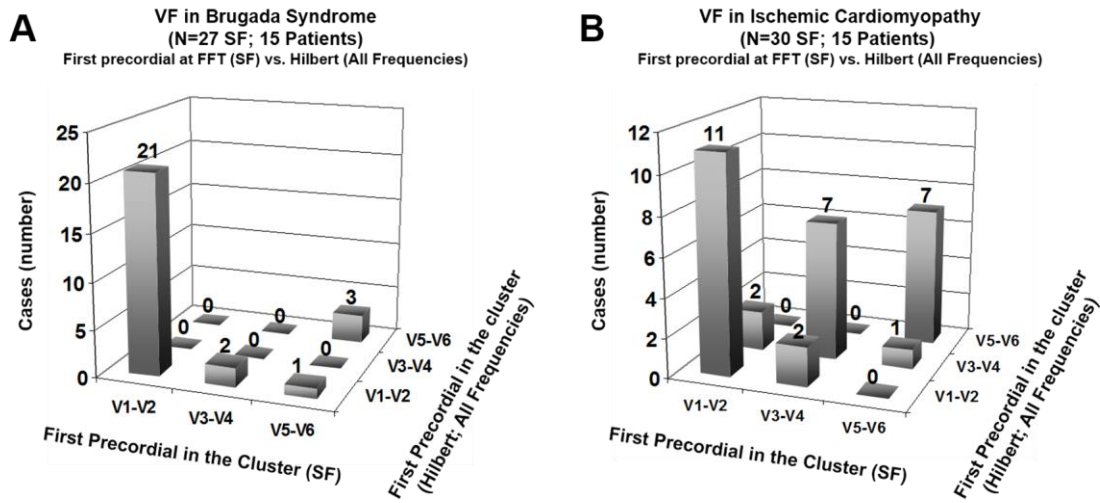 A
VF in Brugada Syndrome
(N=27 SF; 15 Patients)
First precordial at FFT (SF) vs. Hilbert (All Frequencies)
25
20
15
10
5
0
Cases (number)
21
0
0
3
0
0
0
2
1
V1-V2
V3-V4
V5-V6
V1-V2
V3-V4
V5-V6
First Precordial in the Cluster (SF)
First Precordial in the cluster
(Hilbert; All Frequencies)
B
VF in Ischemic Cardiomyopathy
(N=30 SF; 15 Patients)
First precordial at FFT (SF) vs. Hilbert (All Frequencies)
12
10
8
6
4
2
0
Cases (number)
11
0
0
7
2
7
1
2
0
V1-V2
V3-V4
V5-V6
V1-V2
V3-V4
V5-V6
First Precordial in the Cluster (SF)
First Precordial in the cluster
(Hilbert; All Frequencies)